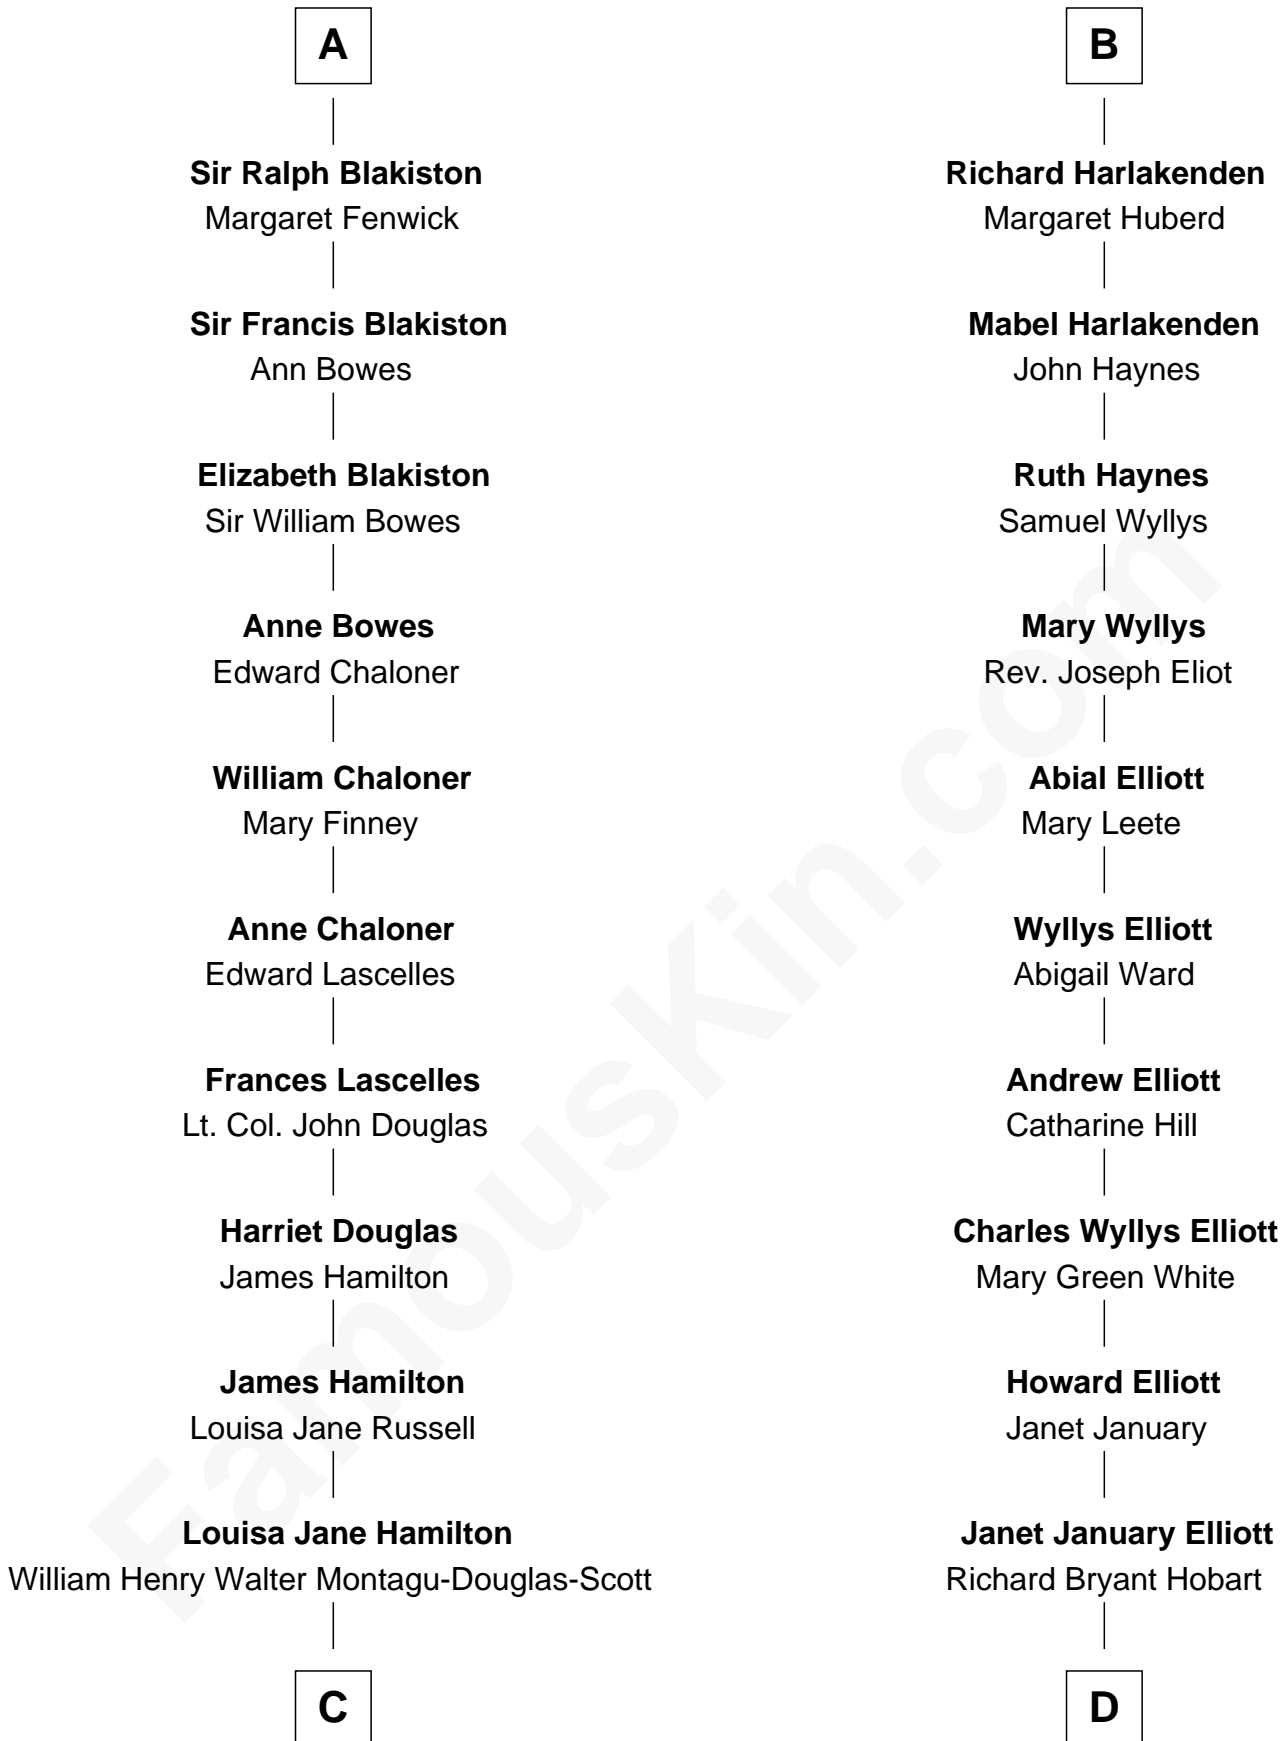 A
Sir Ralph Blakiston
Margaret Fenwick
Sir Francis Blakiston
Ann Bowes
Elizabeth Blakiston
Sir William Bowes
Anne Bowes
Edward Chaloner
William Chaloner
Mary Finney
Anne Chaloner
Edward Lascelles
Frances Lascelles
Lt. Col. John Douglas
Harriet Douglas
James Hamilton
James Hamilton
Louisa Jane Russell
Louisa Jane Hamilton
William Henry Walter Montagu-Douglas-Scott
C
B
Richard Harlakenden
Margaret Huberd
Mabel Harlakenden
John Haynes
Ruth Haynes
Samuel Wyllys
Mary Wyllys
Rev. Joseph Eliot
Abial Elliott
Mary Leete
Wyllys Elliott
Abigail Ward
Andrew Elliott
Catharine Hill
Charles Wyllys Elliott
Mary Green White
Howard Elliott
Janet January
Janet January Elliott
Richard Bryant Hobart
D
FamousKin.com